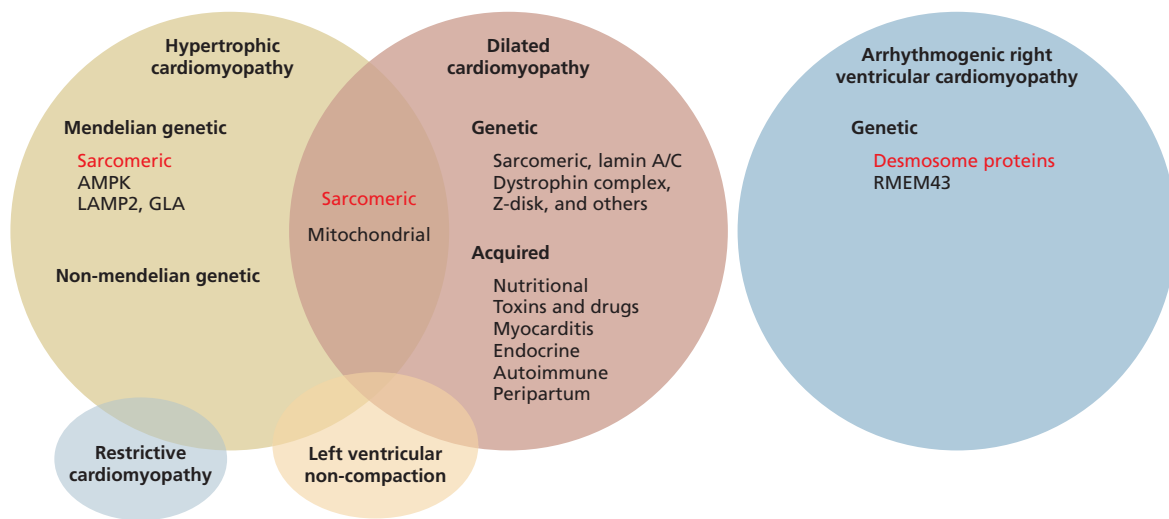 Hypertrophic
cardiomyopathy
Mendelian genetic
Sarcomeric
AMPK
LAMP2, GLA
Non-mendelian genetic
Sarcomeric
Mitochondrial
Dilated
cardiomyopathy
Genetic
Sarcomeric, lamin A/C
Dystrophin complex,
Z-disk, and others
Acquired
Nutritional
Toxins and drugs
Myocarditis
Endocrine
Autoimmune
Peripartum
Arrhythmogenic right
ventricular cardiomyopathy
Genetic
Desmosome proteins
RMEM43
Restrictive
cardiomyopathy
Left ventricular
non-compaction